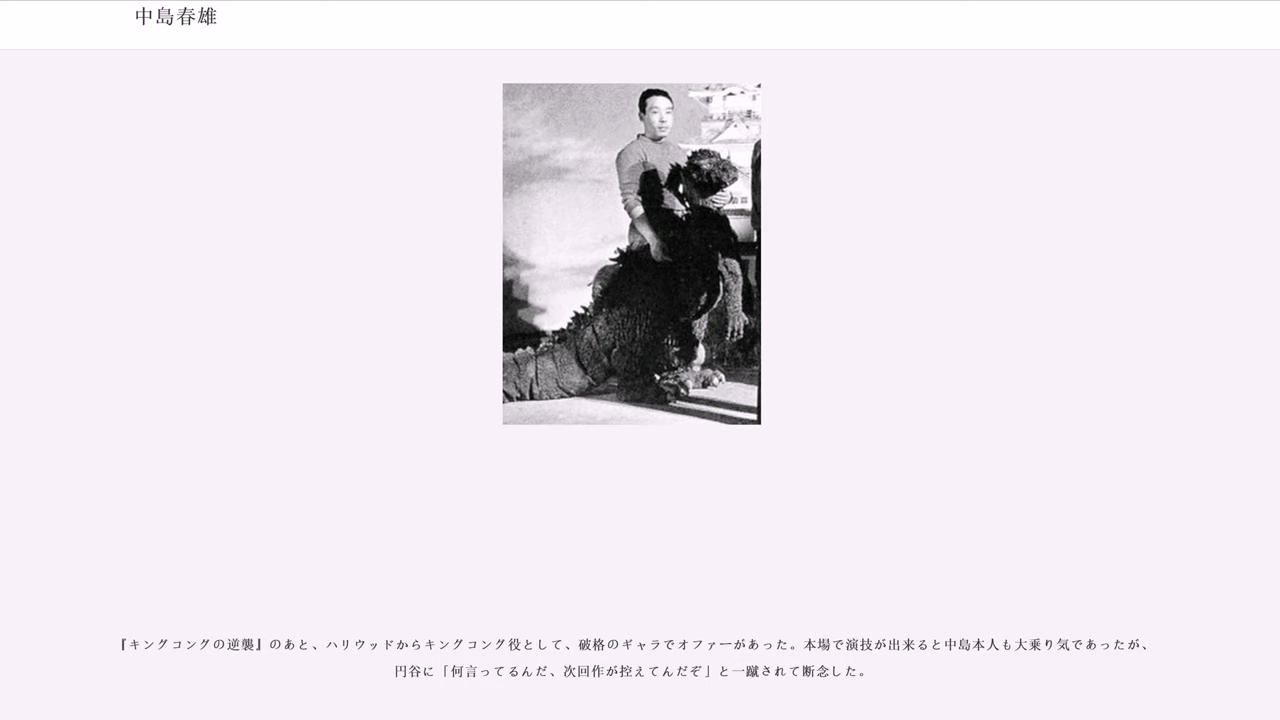 中島春雄
『キングコングの逆襲』のあと、ハリウッドからキングコング役として、破格のギャラでオファーがあった。本場で演技が出来ると中島本人も大乗り気であったが、
円谷に「何言ってるんだ、次回作が控えてんだぞ」と一蹴されて断念した。